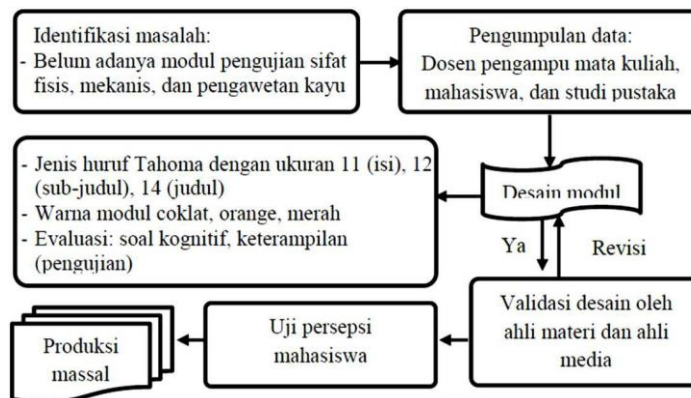 Identifikasi masalah:
- Belum adanya modul pengujian sifat
fisis, mekanis, dan pengawetan kayu
Pengumpulan data:
Dosen pengampu mata kuliah,
mahasiswa, dan studi pustaka
- Jenis huruf Tahoma dengan ukuran 11 (isi), 12
(sub-judul), 14 (judul)
- Warna modul coklat, orange, merah
- Evaluasi: soal kognitif, keterampilan
(pengujian)
Desain modul
Ya
Revisi
Validasi desain oleh
ahli materi dan ahli
media
Uji persepsi
mahasiswa
Produksi
massal